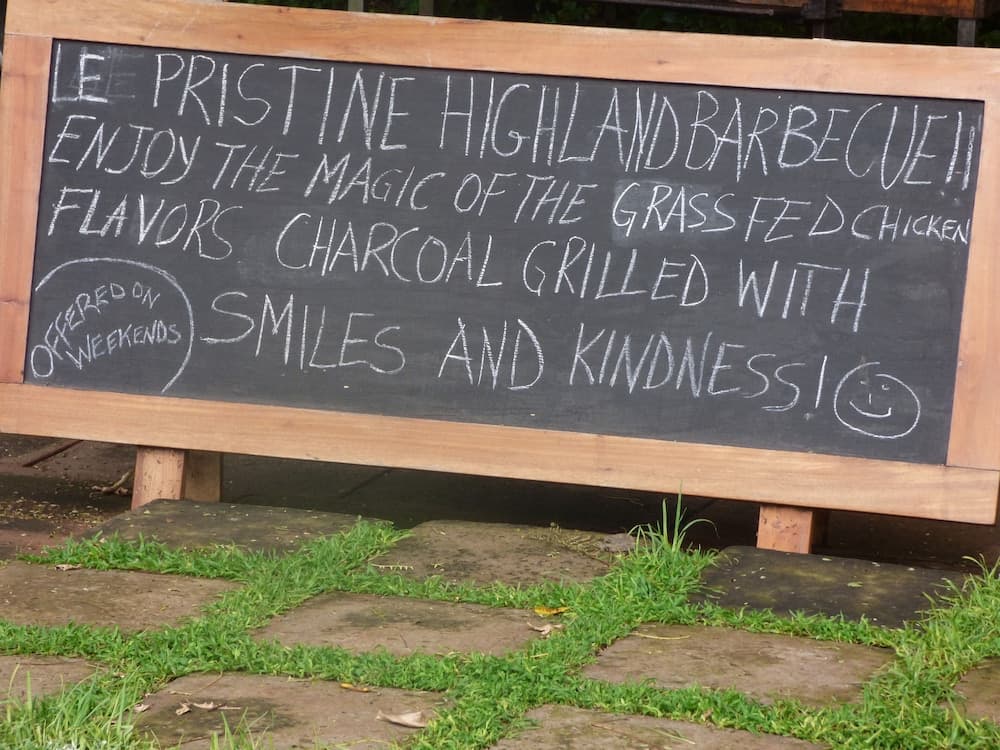 LE PRISTINE HIGHLAND BARBECUE!!
ENJOY THE MAGIC OF THE GRASS FED CHICKEN
FLAVORS CHARCOAL GRILLED WITH
SMILES AND KINDNESS!
OFFERED ON
WEEKENDS